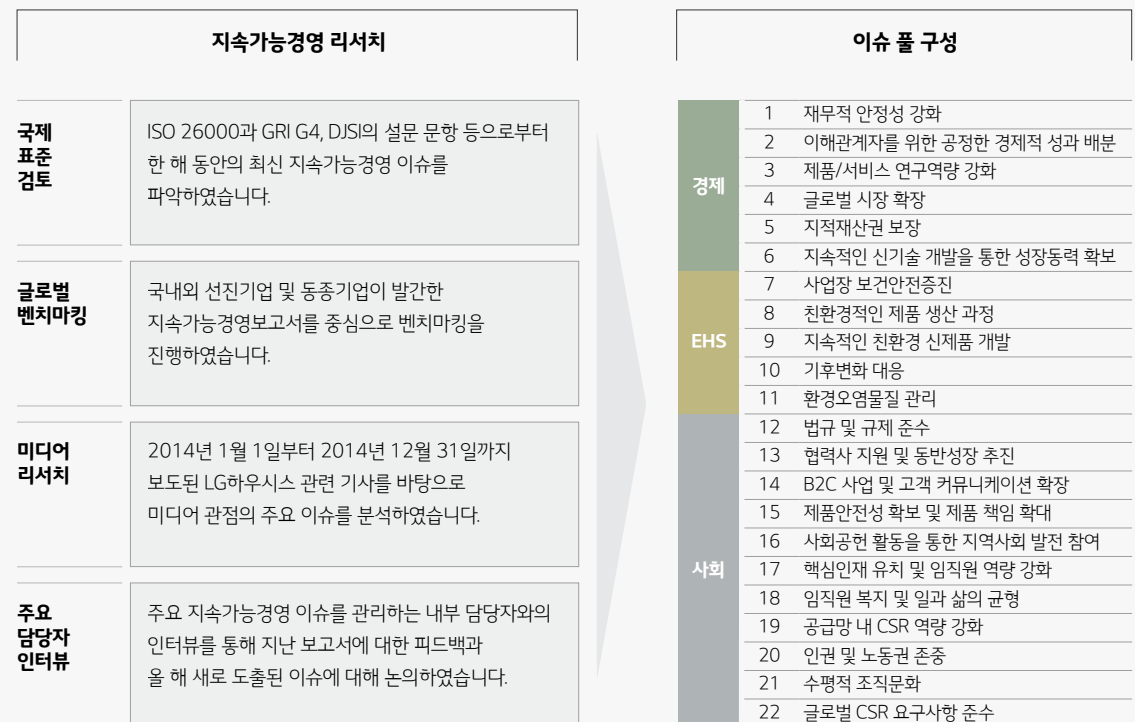 지속가능경영 리서치
국제
표준
검토
ISO 26000과 GRI G4, DJSI의 설문 문항 등으로부터
한 해 동안의 최신 지속가능경영 이슈를
파악하였습니다.
글로벌
벤치마킹
국내외 선진기업 및 동종기업이 발간한
지속가능경영보고서를 중심으로 벤치마킹을
진행하였습니다.
미디어
리서치
2014년 1월 1일부터 2014년 12월 31일까지
보도된 LG하우시스 관련 기사를 바탕으로
미디어 관점의 주요 이슈를 분석하였습니다.
주요
담당자
인터뷰
주요 지속가능경영 이슈를 관리하는 내부 담당자와의
인터뷰를 통해 지난 보고서에 대한 피드백과
올 해 새로 도출된 이슈에 대해 논의하였습니다.
이슈 풀 구성
경제
1 재무적 안정성 강화
2 이해관계자를 위한 공정한 경제적 성과 배분
3 제품/서비스 연구역량 강화
4 글로벌 시장 확장
5 지적재산권 보장
6 지속적인 신기술 개발을 통한 성장동력 확보
EHS
7 사업장 보건안전증진
8 친환경적인 제품 생산 과정
9 지속적인 친환경 신제품 개발
10 기후변화 대응
11 환경오염물질 관리
사회
12 법규 및 규제 준수
13 협력사 지원 및 동반성장 추진
14 B2C 사업 및 고객 커뮤니케이션 확장
15 제품안전성 확보 및 제품 책임 확대
16 사회공헌 활동을 통한 지역사회 발전 참여
17 핵심인재 유치 및 임직원 역량 강화
18 임직원 복지 및 일과 삶의 균형
19 공급망 내 CSR 역량 강화
20 인권 및 노동권 존중
21 수평적 조직문화
22 글로벌 CSR 요구사항 준수